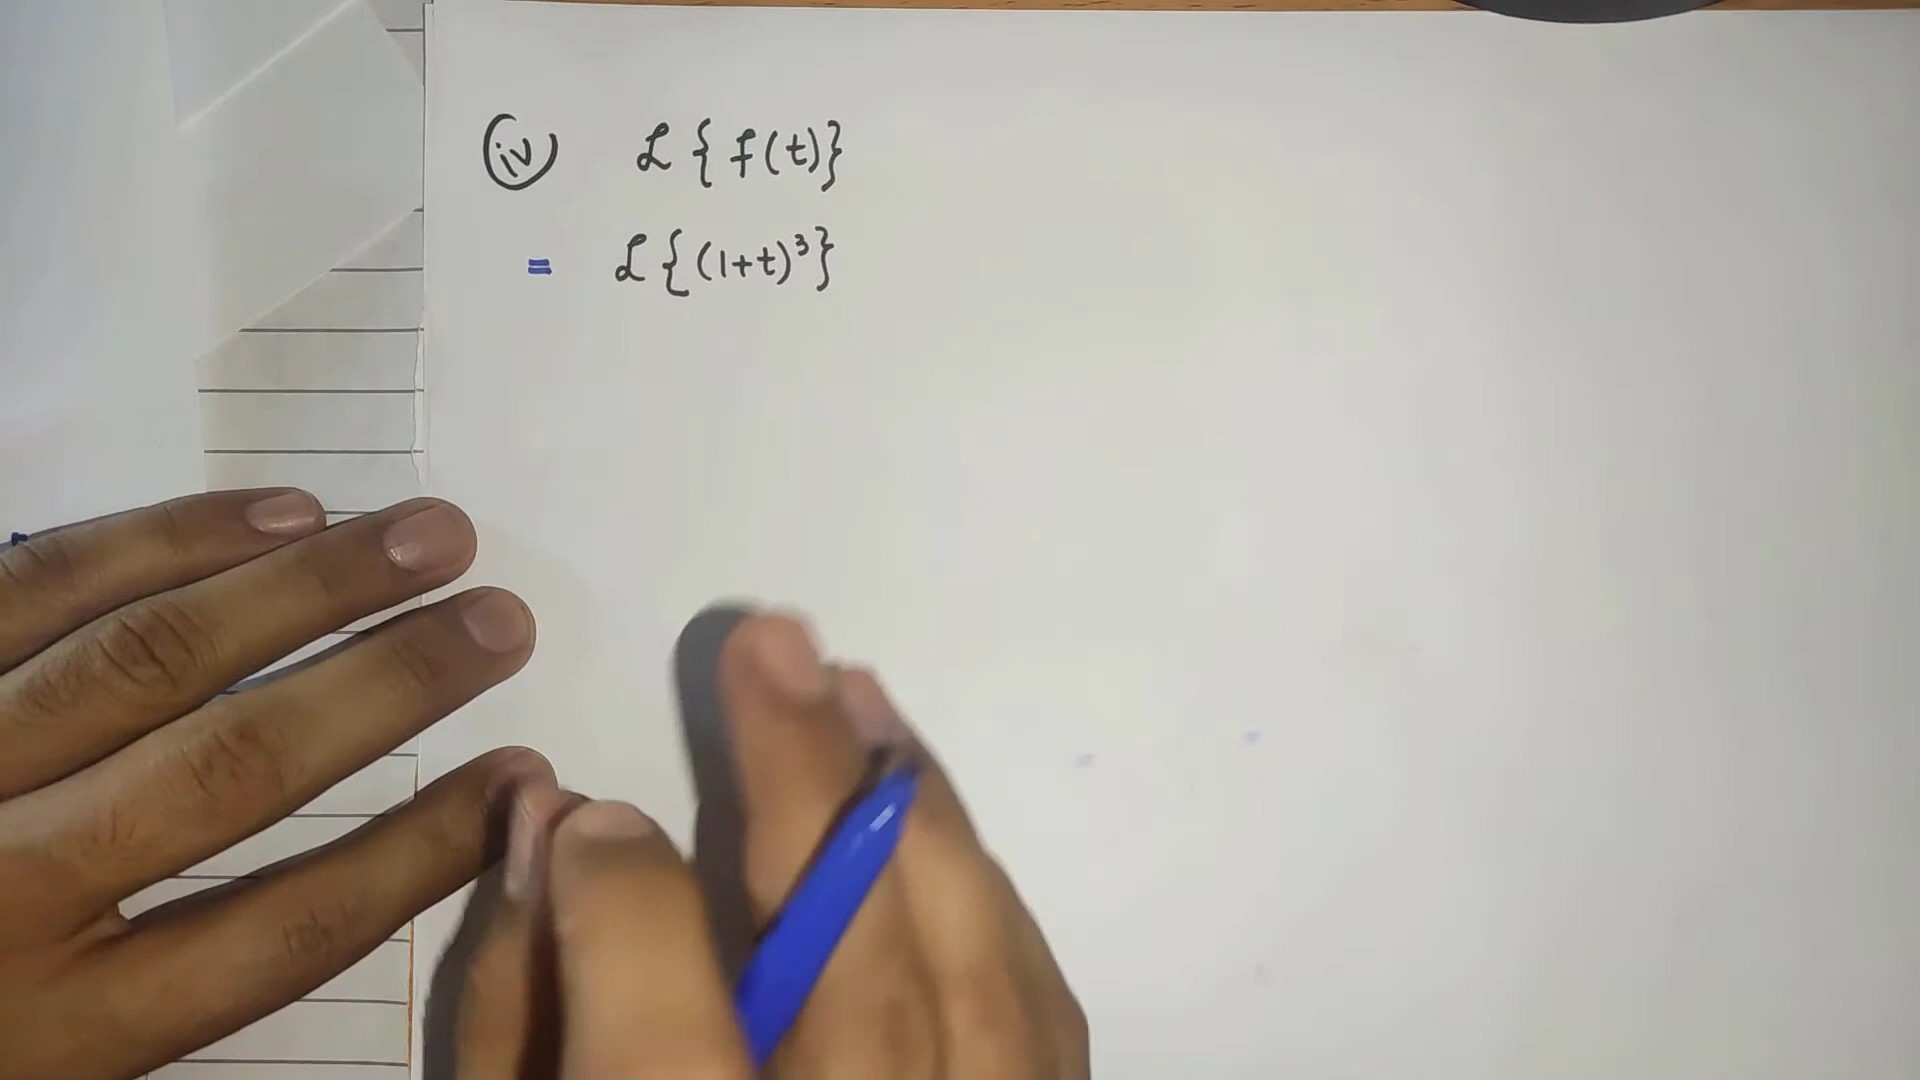 (iv) ℒ{f(t)}
= ℒ{(1+t)³}